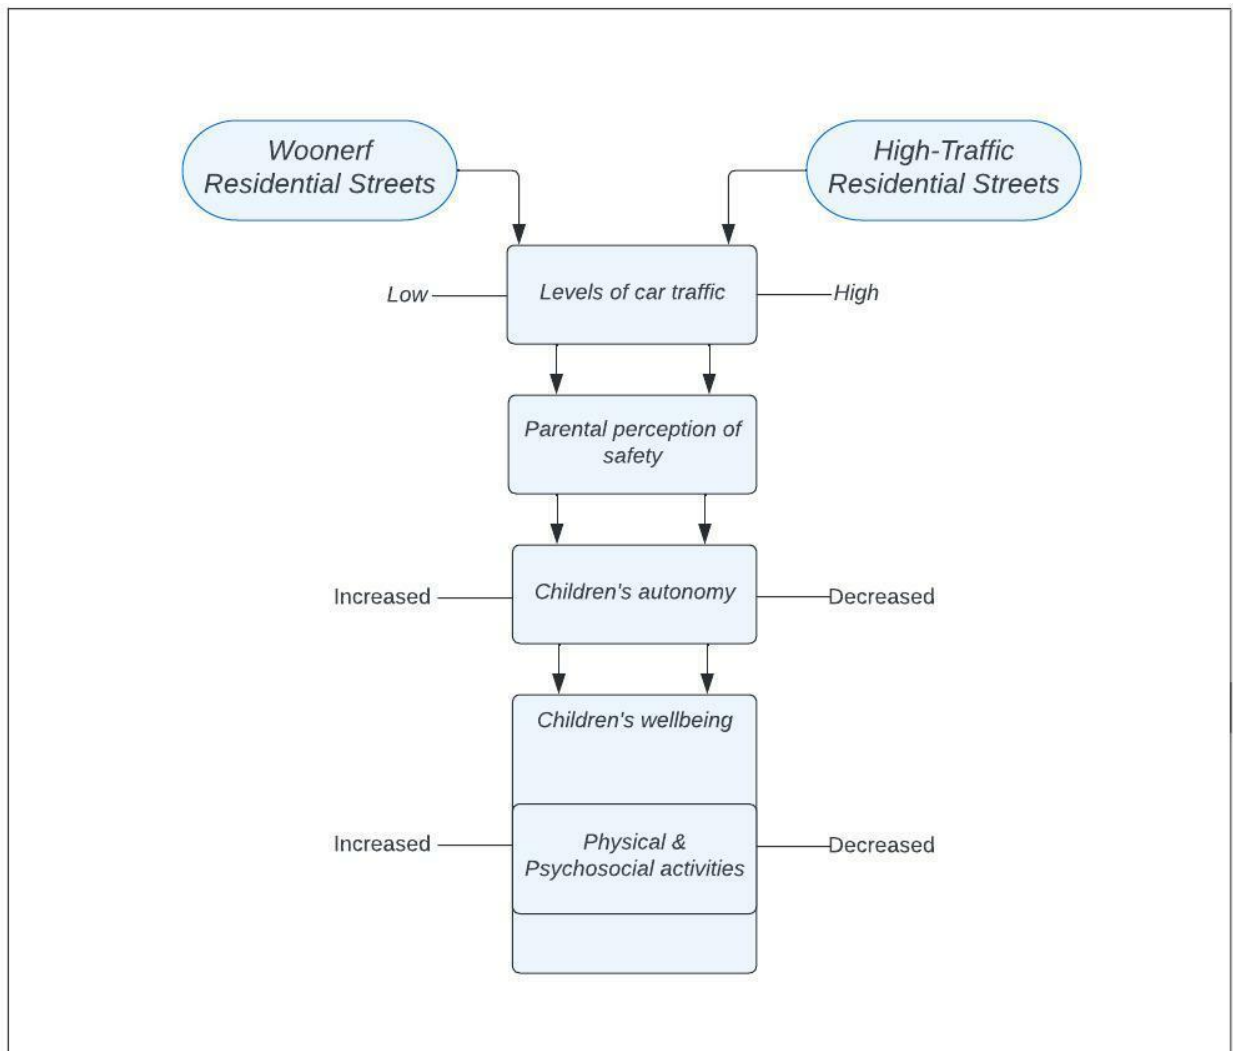 Woonerf
Residential Streets
High-Traffic
Residential Streets
Low
Levels of car traffic
High
Parental perception of
safety
Increased
Children's autonomy
Decreased
Children's wellbeing
Increased
Physical &
Psychosocial activities
Decreased